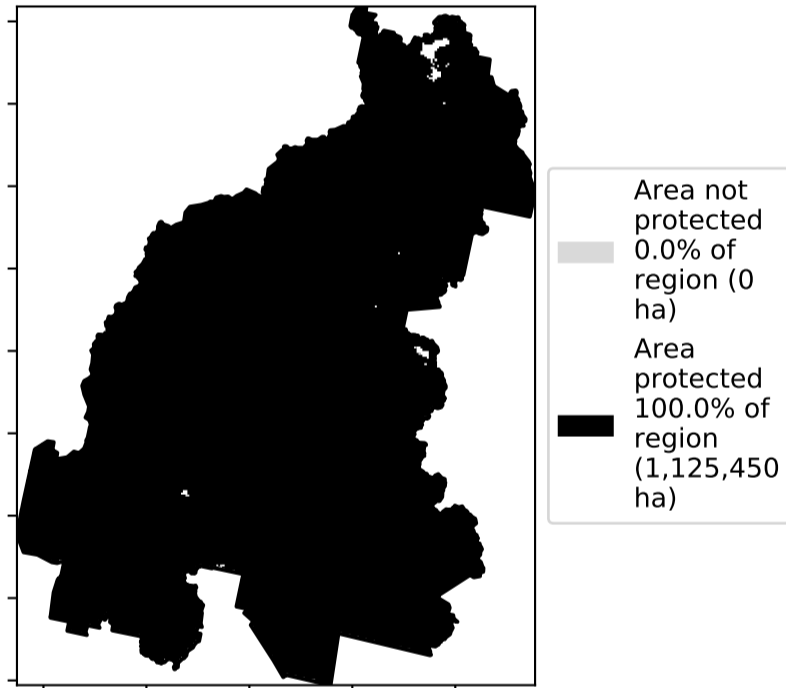 Area not
protected
0.0% of
region (0
ha)
Area
protected
100.0% of
region
(1,125,450
ha)